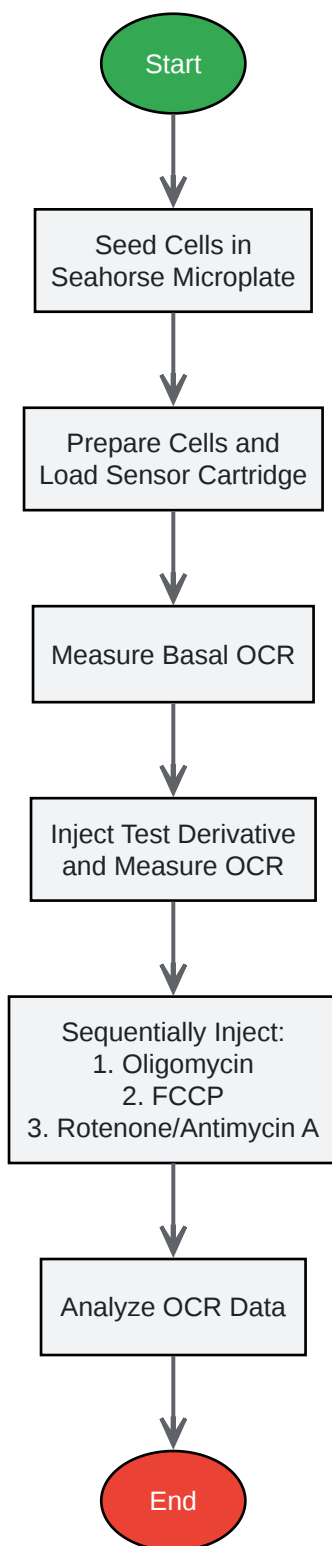 Start
Seed Cells in
Seahorse Microplate
Prepare Cells and
Load Sensor Cartridge
Measure Basal OCR
Inject Test Derivative
and Measure OCR
Sequentially Inject:
1. Oligomycin
2. FCCP
3. Rotenone/Antimycin A
Analyze OCR Data
End